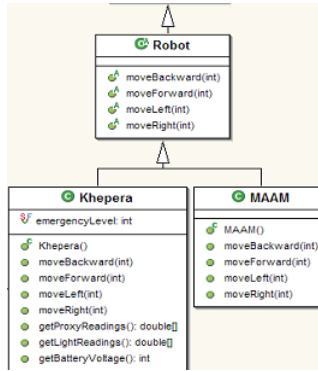 Robot
moveBackward(int)
moveForward(int)
moveLeft(int)
moveRight(int)
Khepera
emergencyLevel: int
Khepera()
moveBackward(int)
moveForward(int)
moveLeft(int)
moveRight(int)
getProxyReadings(): double[]
getLightReadings(): double[]
getBatteryVoltage(): int
MAAM
MAAM()
moveBackward(int)
moveForward(int)
moveLeft(int)
moveRight(int)